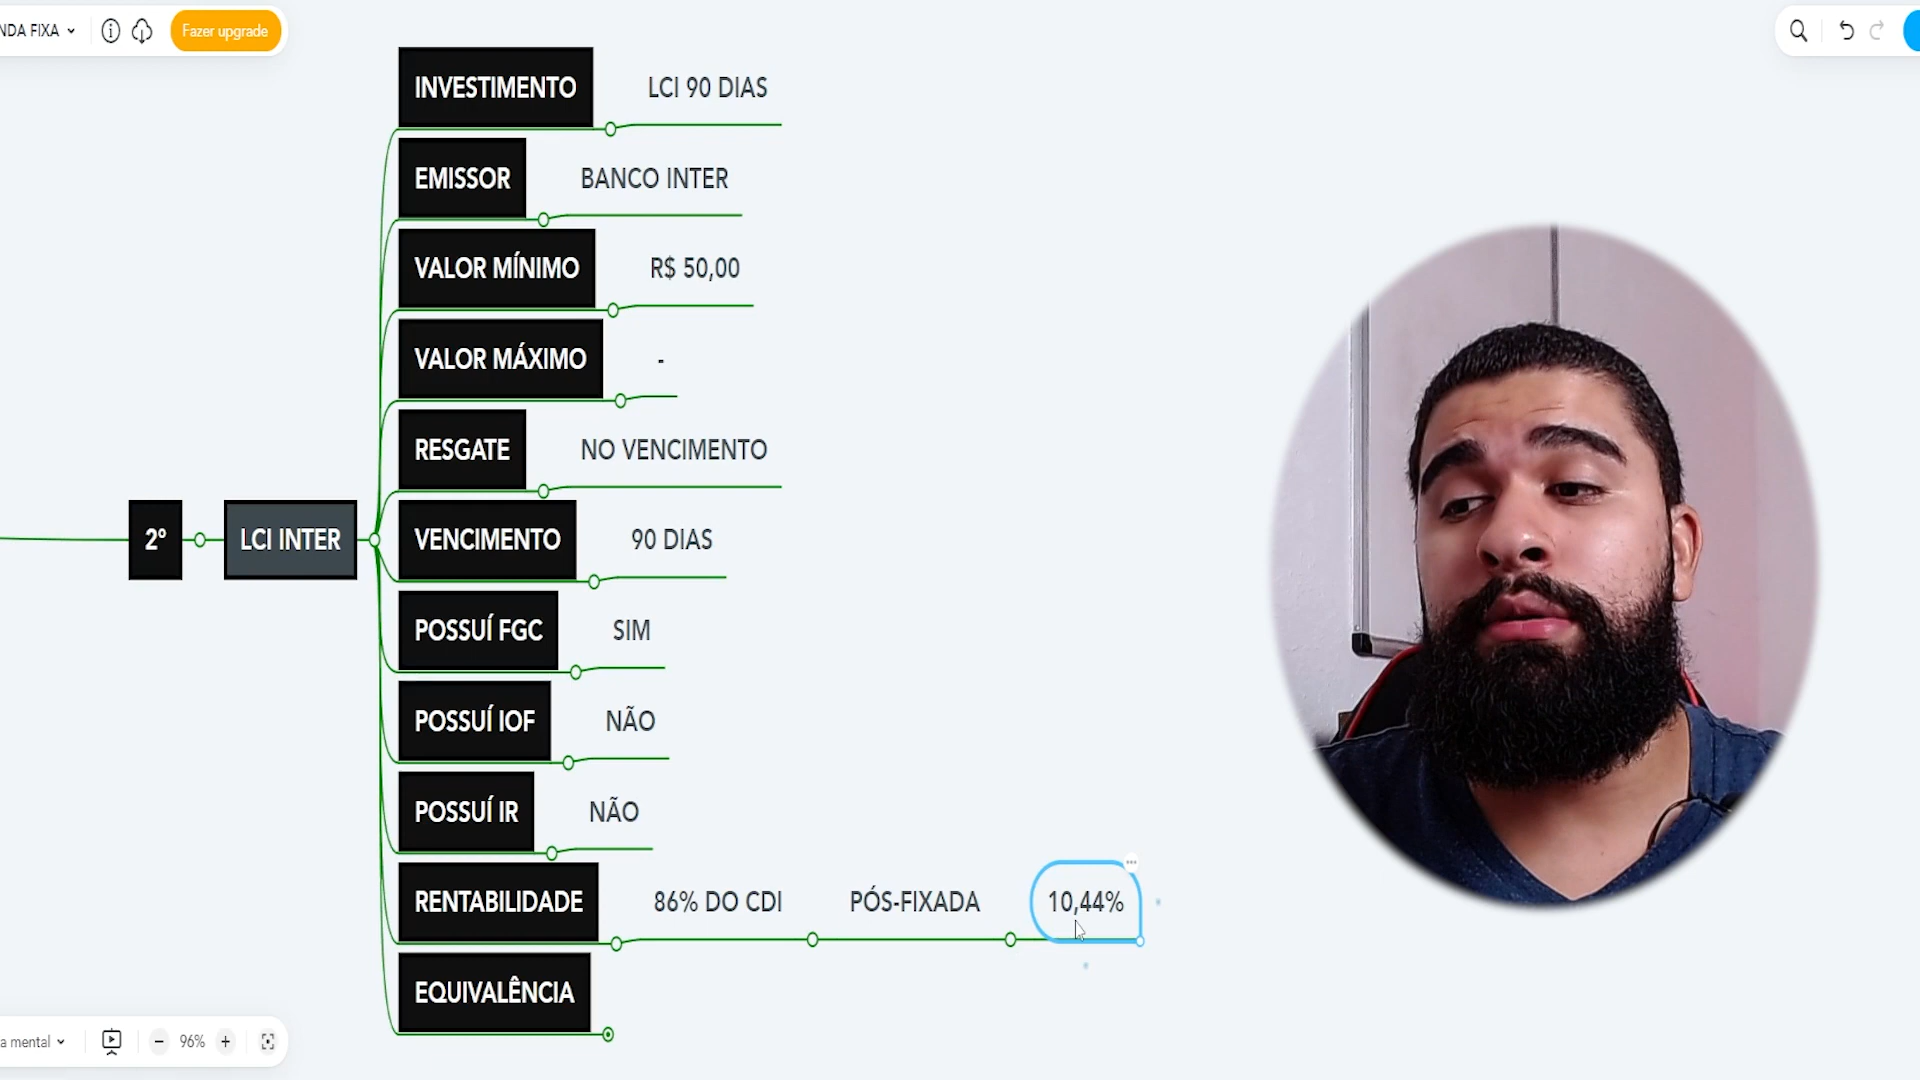 NDA FIXA
Fazer upgrade
INVESTIMENTO LCI 90 DIAS
EMISSOR BANCO INTER
VALOR MÍNIMO R$ 50,00
VALOR MÁXIMO -
RESGATE NO VENCIMENTO
2º LCI INTER VENCIMENTO 90 DIAS
POSSUÍ FGC SIM
POSSUÍ IOF NÃO
POSSUÍ IR NÃO
RENTABILIDADE 86% DO CDI PÓS-FIXADA 10,44%
EQUIVALÊNCIA
a mental
96%